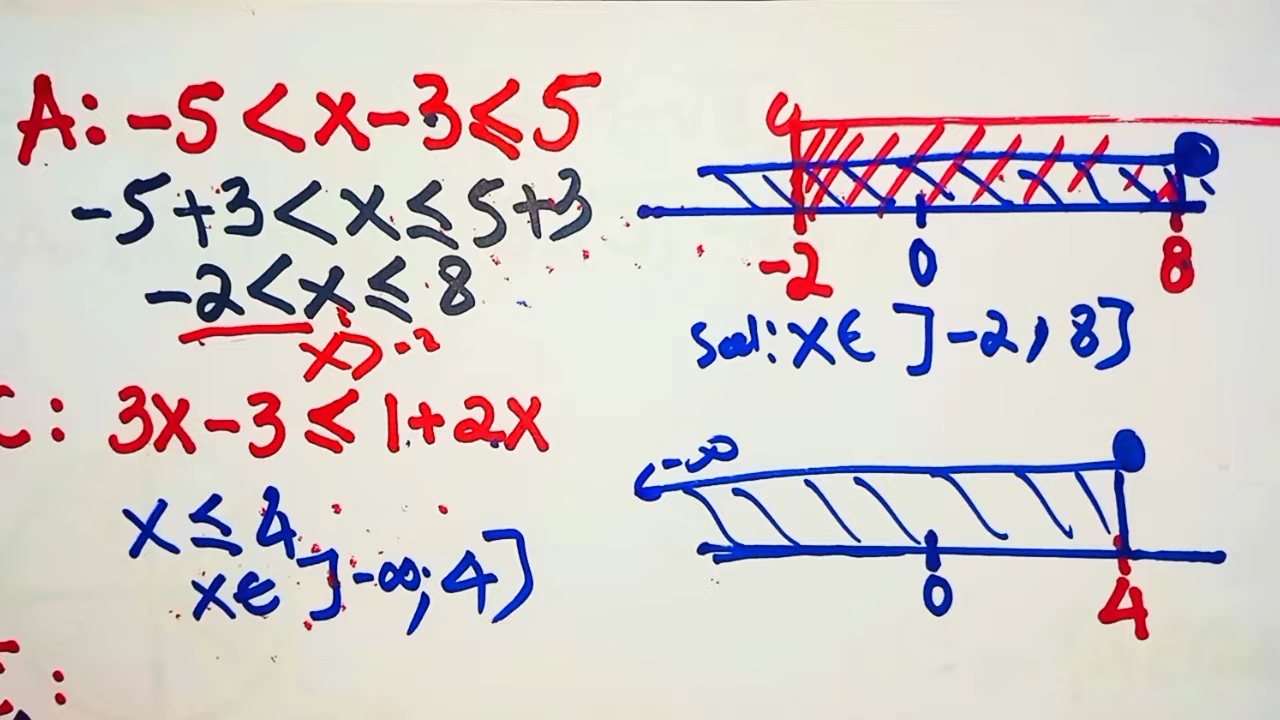 A: -5 < x - 3 ≤ 5
-5+3 < x ≤ 5+3
-2 < x ≤ 8
x > -2
-2 0 8
Sol: x ∈ ]-2, 8]
C: 3x - 3 ≤ 1 + 2x
x ≤ 4
x ∈ ]-∞; 4]
-∞
0 4
: